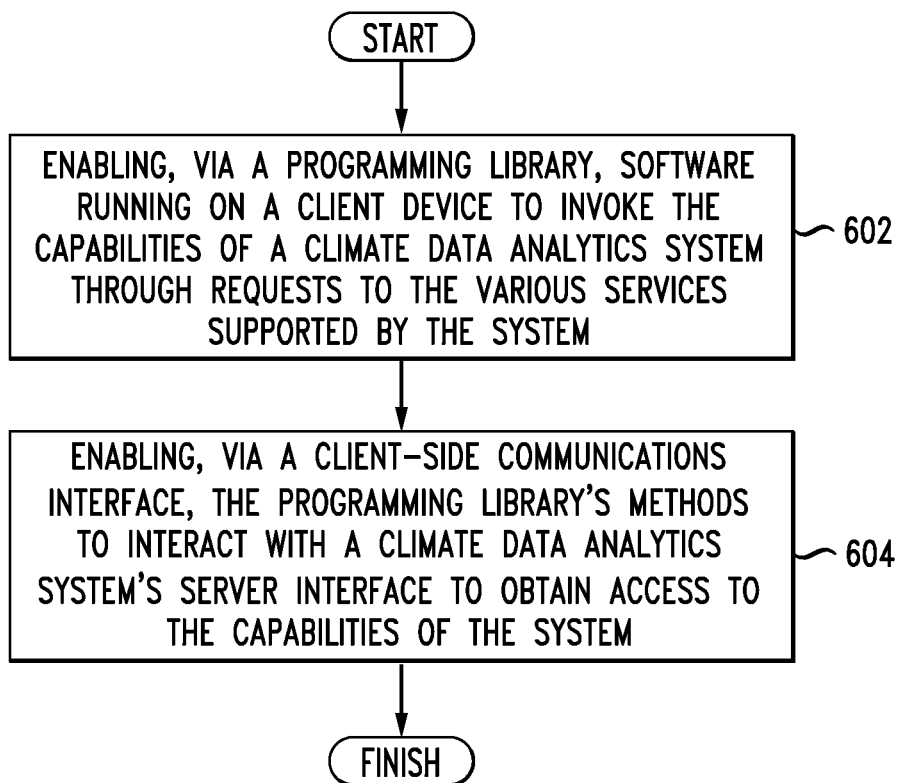 START
ENABLING, VIA A PROGRAMMING LIBRARY, SOFTWARE
RUNNING ON A CLIENT DEVICE TO INVOKE THE
CAPABILITIES OF A CLIMATE DATA ANALYTICS SYSTEM
THROUGH REQUESTS TO THE VARIOUS SERVICES
SUPPORTED BY THE SYSTEM
602
ENABLING, VIA A CLIENT-SIDE COMMUNICATIONS
INTERFACE, THE PROGRAMMING LIBRARY'S METHODS
TO INTERACT WITH A CLIMATE DATA ANALYTICS
SYSTEM'S SERVER INTERFACE TO OBTAIN ACCESS TO
THE CAPABILITIES OF THE SYSTEM
604
FINISH